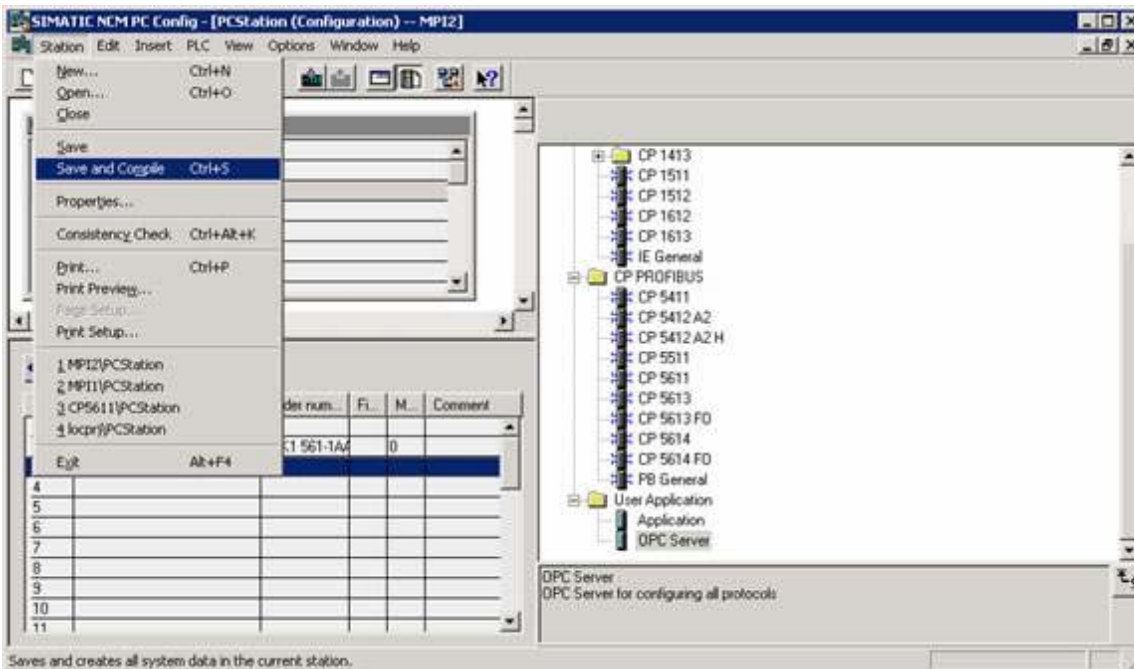 SIMATIC NCM PC Config - [PCStation (Configuration) -- MPI2]
Station Edit Insert PLC View Options Window Help
New... Ctrl+N
Open... Ctrl+O
Close
Save
Save and Compile Ctrl+S
Properties...
Consistency Check Ctrl+Alt+K
Print... Ctrl+P
Print Preview...
Page Setup...
Print Setup...
1 MPI2\PCStation
2 MPI1\PCStation
3 CP5611\PCStation
4 locprj\PCStation
Exit Alt+F4
der num... Fi... M... Comment
K1 561-1AA 0
4
5
6
7
8
9
10
11
CP 1413
CP 1511
CP 1512
CP 1612
CP 1613
IE General
CP PROFIBUS
CP 5411
CP 5412 A2
CP 5412 A2 H
CP 5511
CP 5611
CP 5613
CP 5613 FO
CP 5614
CP 5614 FO
PB General
User Application
Application
OPC Server
OPC Server
OPC Server for configuring all protocols
Saves and creates all system data in the current station.